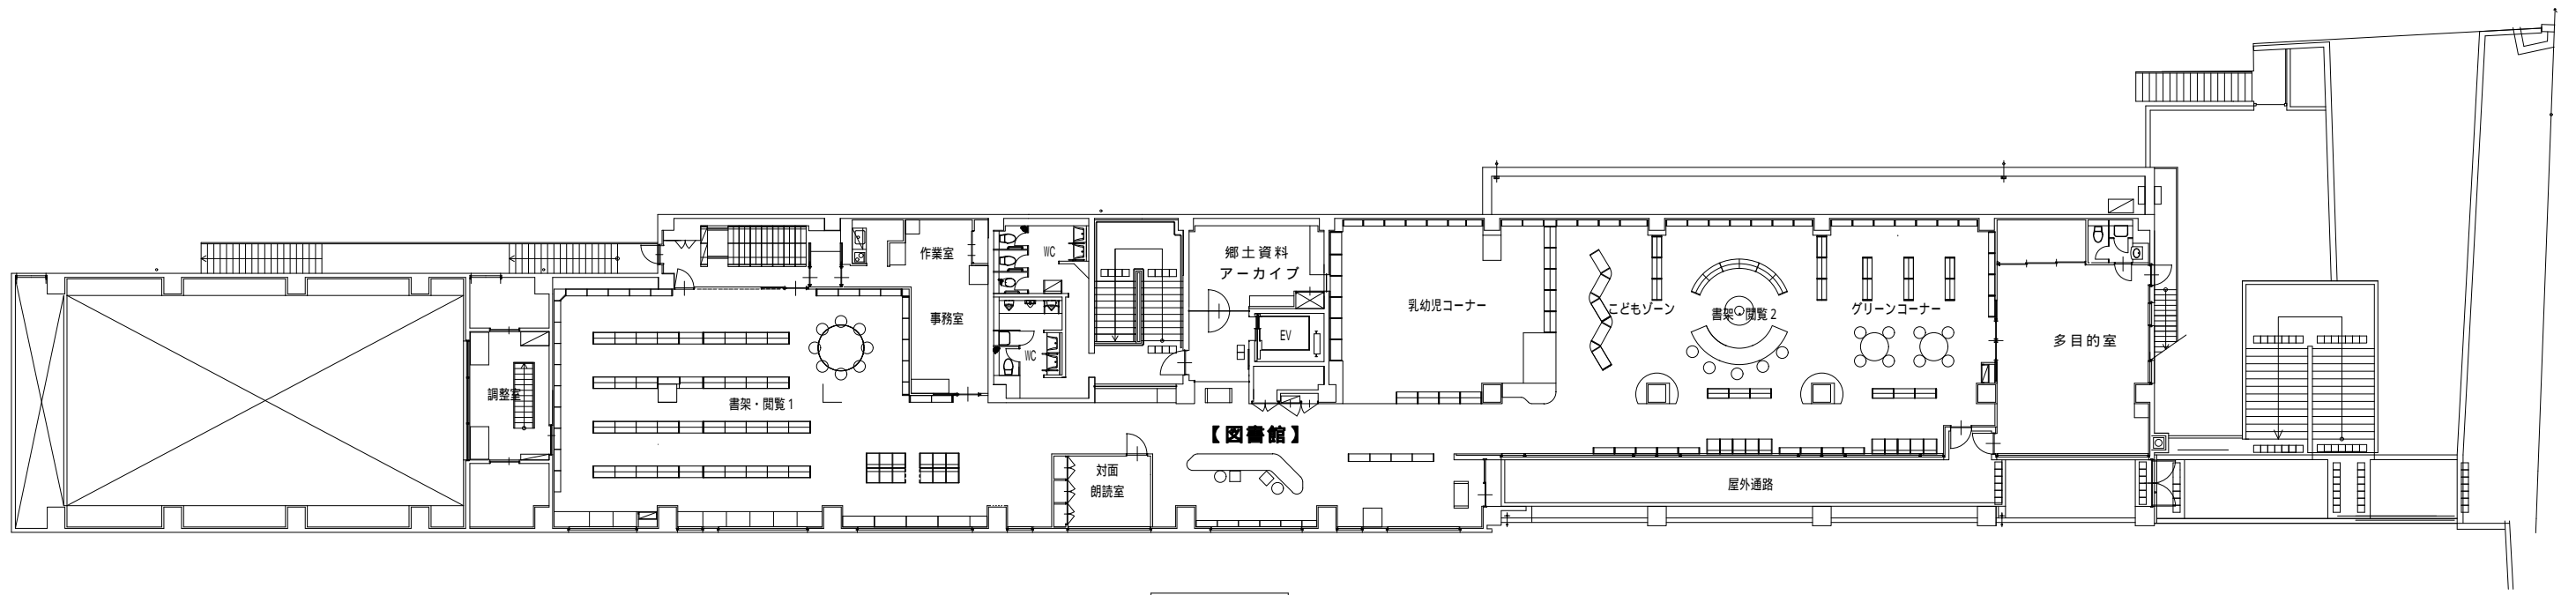 作業室
WC
郷土資料
アーカイブ
乳幼児コーナー
こどもゾーン
書架・閲覧 2
グリーンコーナー
事務室
EV
多目的室
WC
調整室
書架・閲覧 1
【図書館】
対面
朗読室
屋外通路